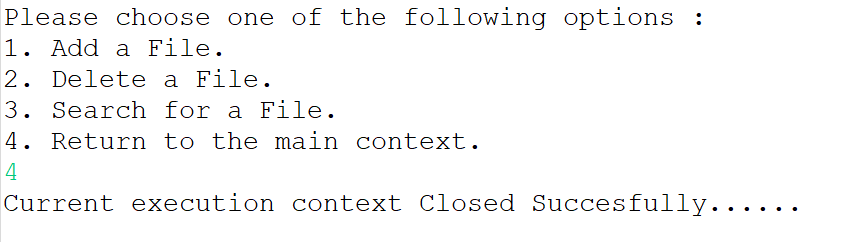 Please choose one of the following options :
1. Add a File.
2. Delete a File.
3. Search for a File.
4. Return to the main context.
4
Current execution context Closed Succesfully......